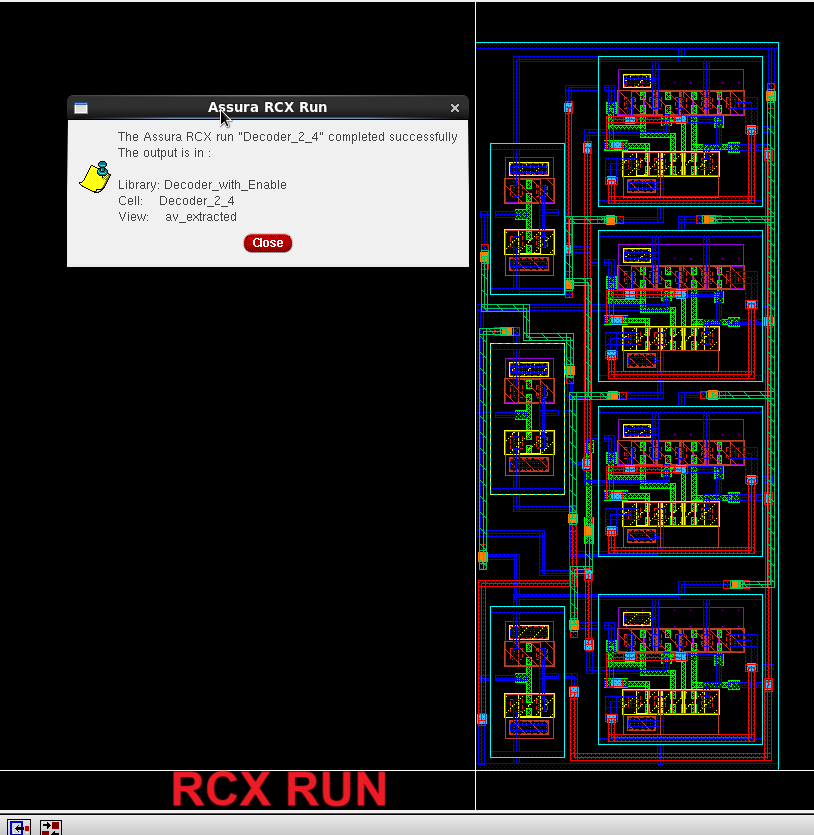 Assura RCX Run
The Assura RCX run "Decoder_2_4" completed successfully
The output is in :
Library: Decoder_with_Enable
Cell: Decoder_2_4
View: av_extracted
Close
RCX RUN